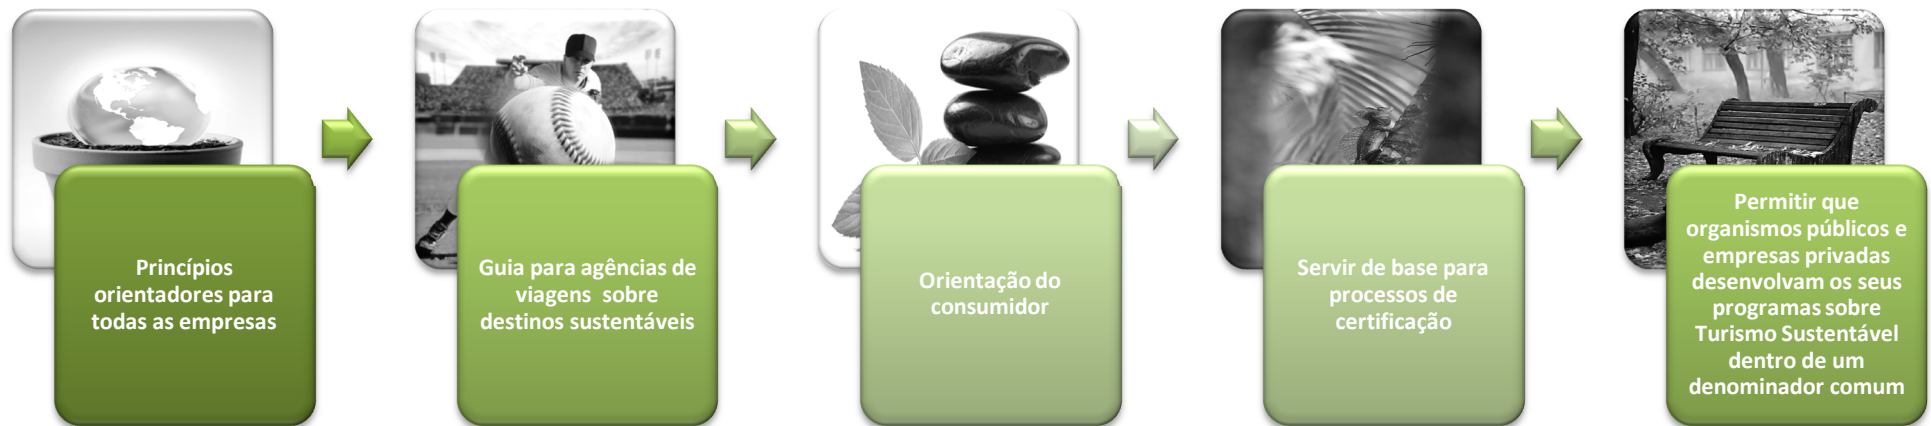 Princípios
orientadores para
todas as empresas
Guia para agências de
viagens sobre
destinos sustentáveis
Orientação do
consumidor
Servir de base para
processos de
certificação
Permitir que
organismos públicos e
empresas privadas
desenvolvam os seus
programas sobre
Turismo Sustentável
dentro de um
denominador comum